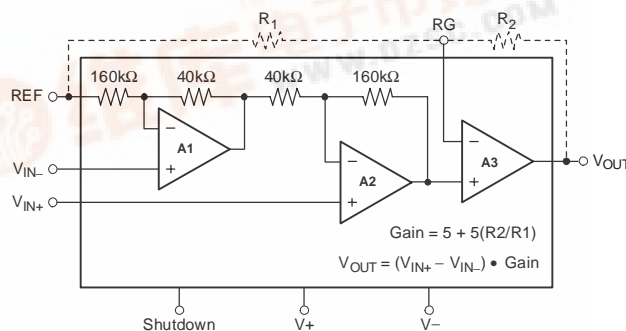 R1
RG
R2
160kΩ 40kΩ 40kΩ 160kΩ
REF
A1
A2
A3
VIN–
VIN+
VOUT
Gain = 5 + 5(R2/R1)
VOUT = (VIN+ – VIN–) • Gain
Shutdown V+ V–